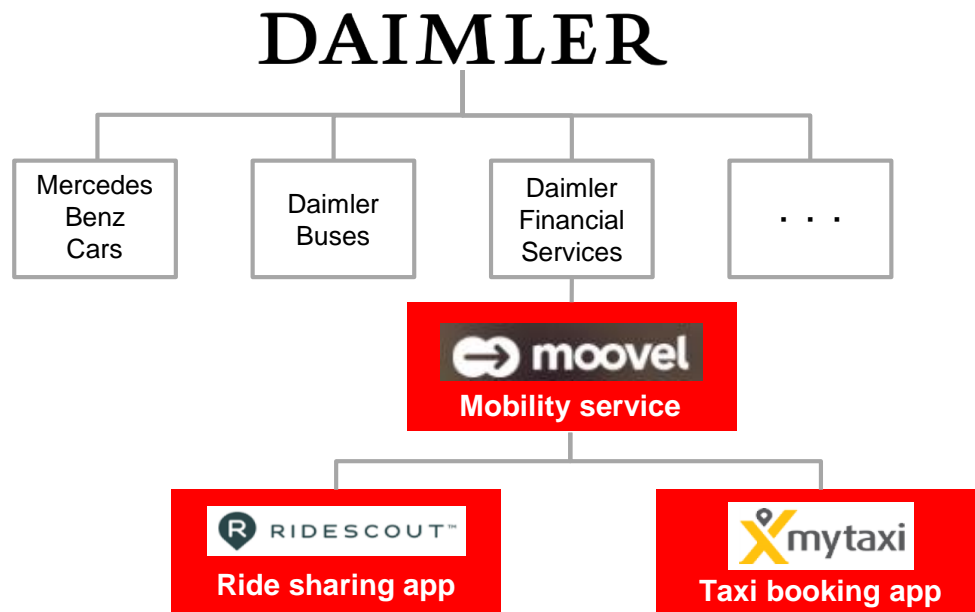 DAIMLER
Mercedes
Benz
Cars
Daimler
Buses
Daimler
Financial
Services
. . .
moovel
Mobility service
R RIDESCOUT™
Ride sharing app
mytaxi
Taxi booking app